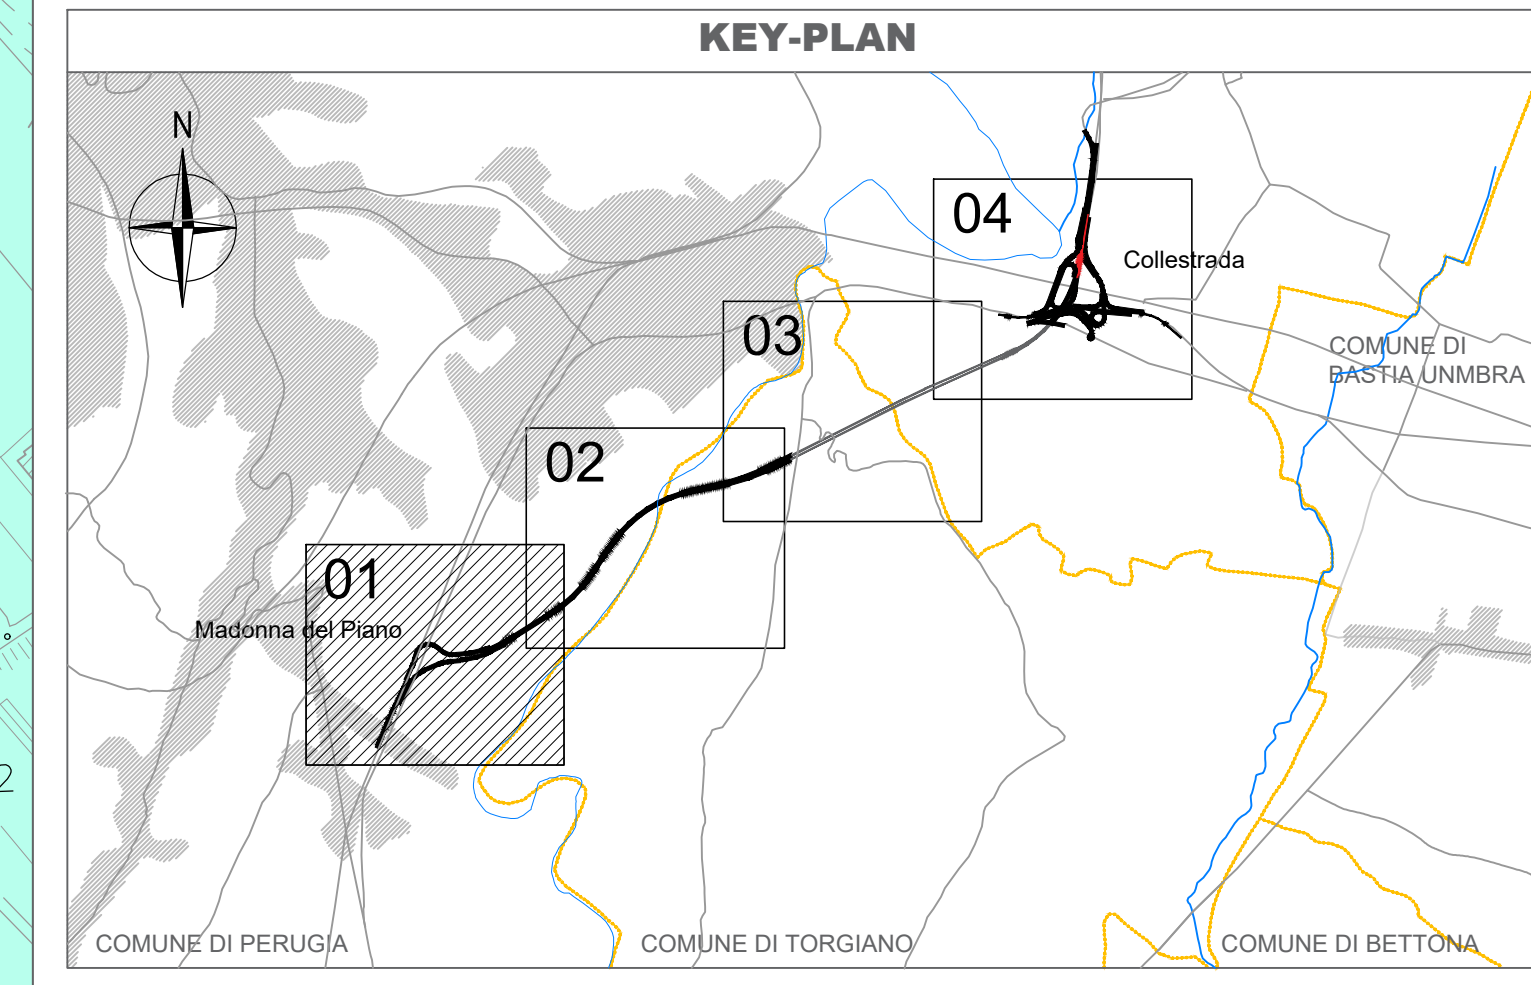 KEY-PLAN
N
04
Collestrada
03
COMUNE DI
BASTIA UNMBRA
02
01
Madonna del Piano
2
COMUNE DI PERUGIA
COMUNE DI TORGIANO
COMUNE DI BETTONA